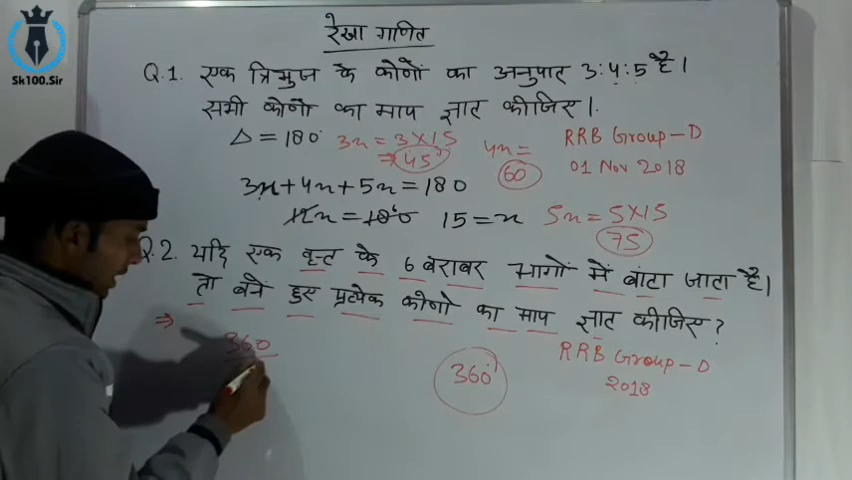 Sk100.Sir
रेखा गणित
Q.1. एक त्रिभुज के कोणों का अनुपात 3:4:5 है।
सभी कोणो का माप ज्ञात कीजिए।
△ = 180° 3x = 3×15 4x = RRB Group-D
⇒ 45° 60 01 Nov 2018
3x+4x+5x = 180
12x = 180 15 = x 5x = 5×15
75
Q.2. यदि एक वृत्त के 6 बराबर भागों में बांटा जाता है।
तो बने हुए प्रत्येक कोणो का माप ज्ञात कीजिए?
⇒ 360 360° RRB Group-D
2018